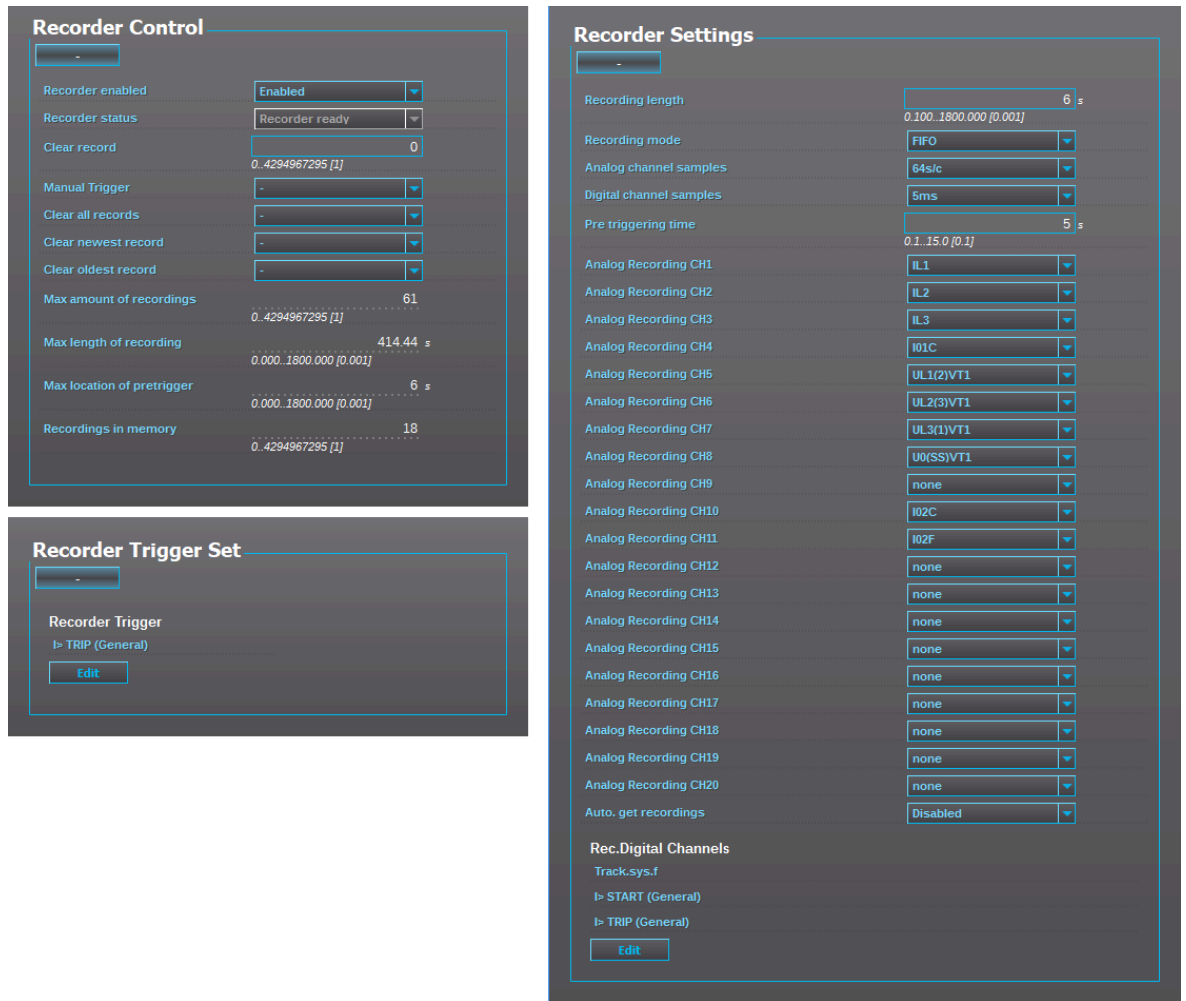 Recorder Control
-
Recorder enabled Enabled
Recorder status Recorder ready
Clear record 0
0..4294967295 [1]
Manual Trigger -
Clear all records -
Clear newest record -
Clear oldest record -
Max amount of recordings 61
0..4294967295 [1]
Max length of recording 414.44 s
0.000..1800.000 [0.001]
Max location of pretrigger 6 s
0.000..1800.000 [0.001]
Recordings in memory 18
0..4294967295 [1]
Recorder Trigger Set
-
Recorder Trigger
I> TRIP (General)
Edit
Recorder Settings
-
Recording length 6 s
0.100..1800.000 [0.001]
Recording mode FIFO
Analog channel samples 64s/c
Digital channel samples 5ms
Pre triggering time 5 s
0.1..15.0 [0.1]
Analog Recording CH1 IL1
Analog Recording CH2 IL2
Analog Recording CH3 IL3
Analog Recording CH4 I01C
Analog Recording CH5 UL1(2)VT1
Analog Recording CH6 UL2(3)VT1
Analog Recording CH7 UL3(1)VT1
Analog Recording CH8 U0(SS)VT1
Analog Recording CH9 none
Analog Recording CH10 I02C
Analog Recording CH11 I02F
Analog Recording CH12 none
Analog Recording CH13 none
Analog Recording CH14 none
Analog Recording CH15 none
Analog Recording CH16 none
Analog Recording CH17 none
Analog Recording CH18 none
Analog Recording CH19 none
Analog Recording CH20 none
Auto. get recordings Disabled
Rec.Digital Channels
Track.sys.f
I> START (General)
I> TRIP (General)
Edit